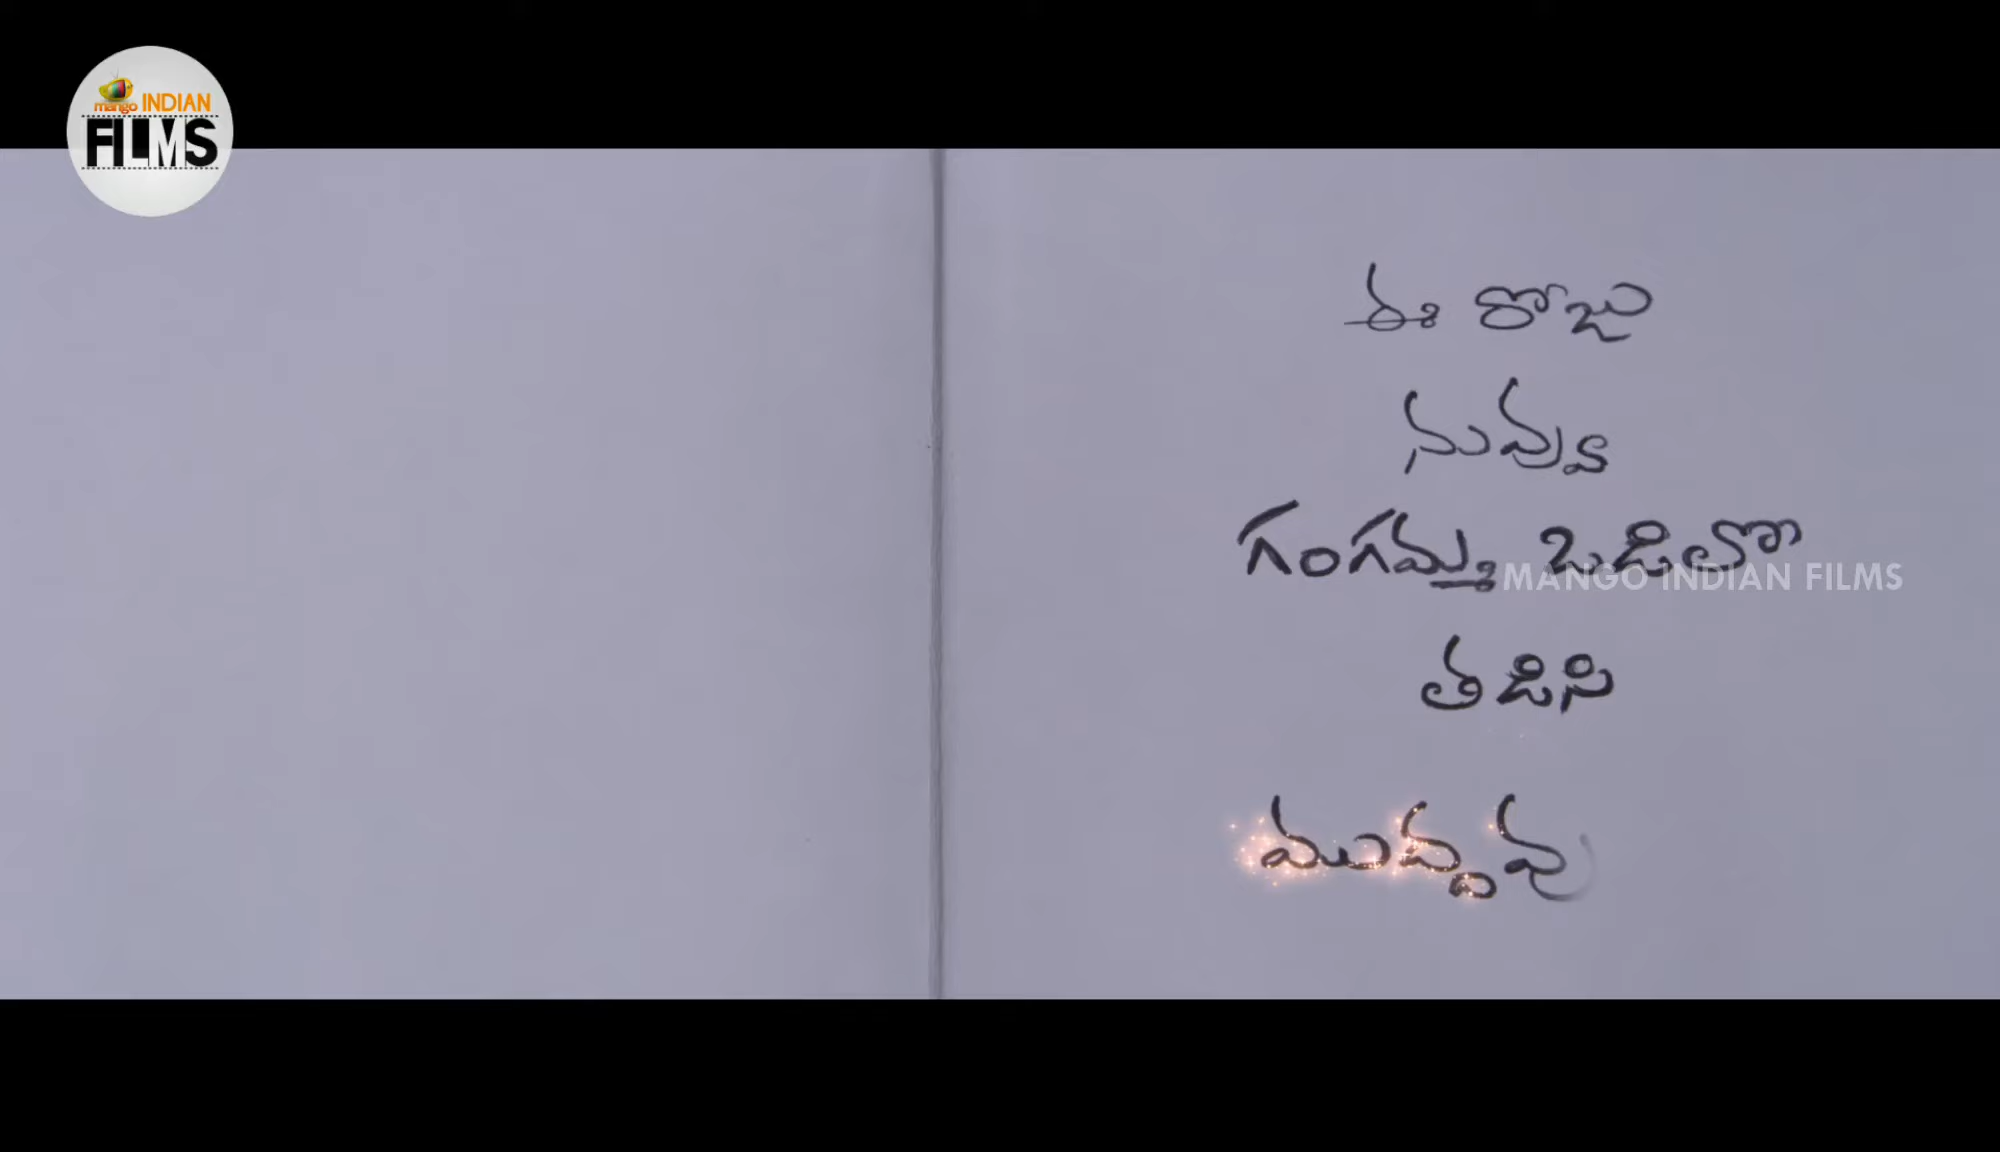 mango INDIAN
FILMS
ఈ రోజు
నువ్వు
గంగమ్మ ఒడిలొ
MANGO INDIAN FILMS
తడిసి
ముద్దవు